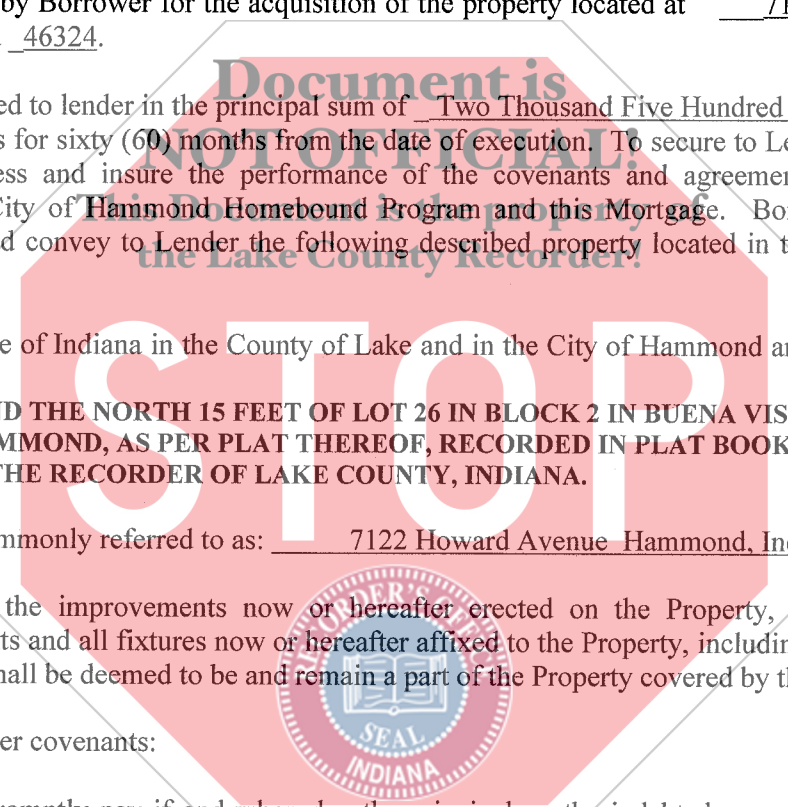 by Borrower for the acquisition of the property located at
46324.
Document is
ed to lender in the principal sum of Two Thousand Five Hundred
NOT OFFICIAL!
s for sixty (60) months from the date of execution. To secure to Le
ess and insure the performance of the covenants and agreemen
This Document is the property of
City of Hammond Homebound Program and this Mortgage. Bor
d convey to Lender the following described property located in t
the Lake County Recorder!
STOP
e of Indiana in the County of Lake and in the City of Hammond an
ND THE NORTH 15 FEET OF LOT 26 IN BLOCK 2 IN BUENA VIS
MMOND, AS PER PLAT THEREOF, RECORDED IN PLAT BOOK
THE RECORDER OF LAKE COUNTY, INDIANA.
mmonly referred to as: 7122 Howard Avenue Hammond, Ind
the improvements now or hereafter erected on the Property,
ts and all fixtures now or hereafter affixed to the Property, includin
hall be deemed to be and remain a part of the Property covered by th
RECORDER'S OFFICE
SEAL
INDIANA
er covenants: